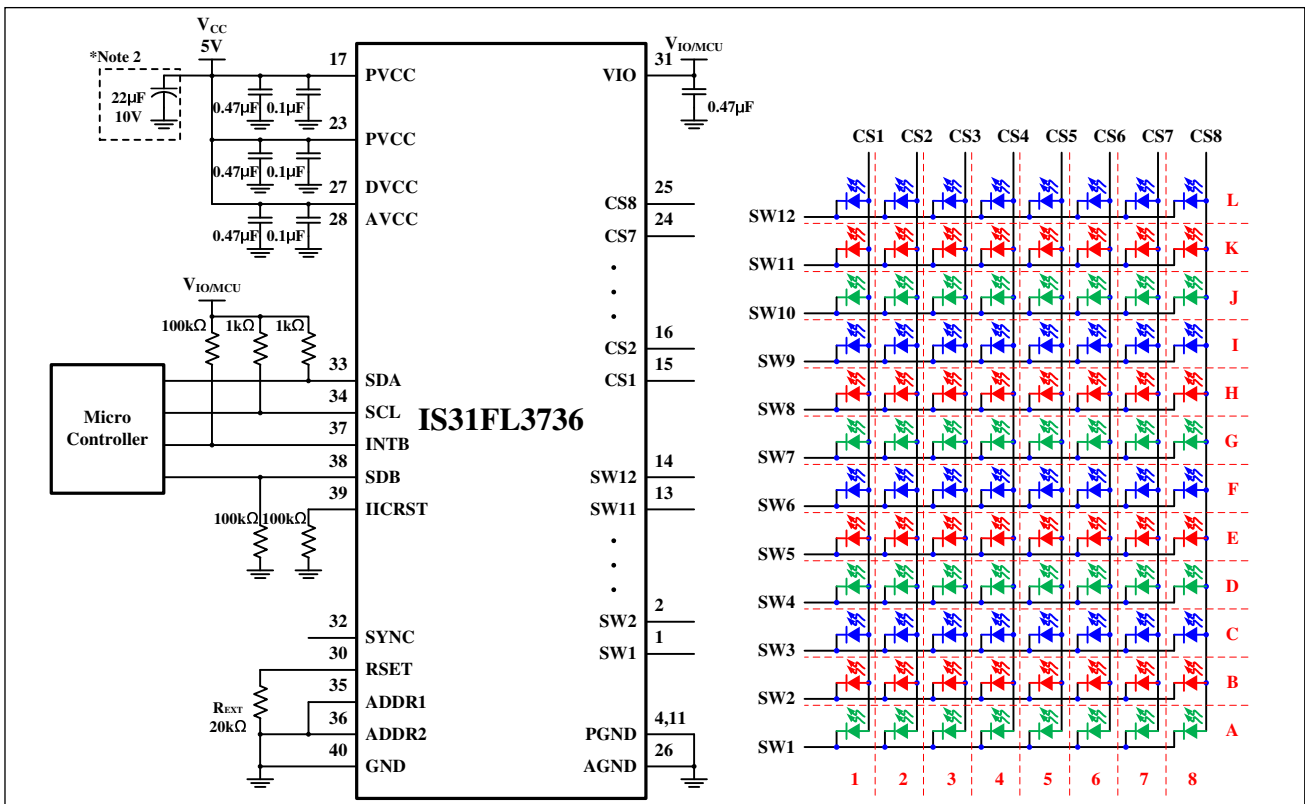 *Note 2
22µF
10V
VCC
5V
0.47µF
0.1µF
0.47µF
0.1µF
0.47µF
0.1µF
17
PVCC
23
PVCC
27
DVCC
28
AVCC
VIO/MCU
100kΩ
1kΩ
1kΩ
Micro
Controller
33
SDA
34
SCL
37
INTB
38
SDB
39
IICRST
100kΩ
100kΩ
32
SYNC
30
RSET
35
ADDR1
36
ADDR2
40
GND
REXT
20kΩ
IS31FL3736
VIO/MCU
31
VIO
0.47µF
25
CS8
24
CS7
16
CS2
15
CS1
14
SW12
13
SW11
2
SW2
1
SW1
4,11
PGND
26
AGND
CS1 CS2 CS3 CS4 CS5 CS6 CS7 CS8
SW12 L
SW11 K
SW10 J
SW9 I
SW8 H
SW7 G
SW6 F
SW5 E
SW4 D
SW3 C
SW2 B
SW1 A
1 2 3 4 5 6 7 8